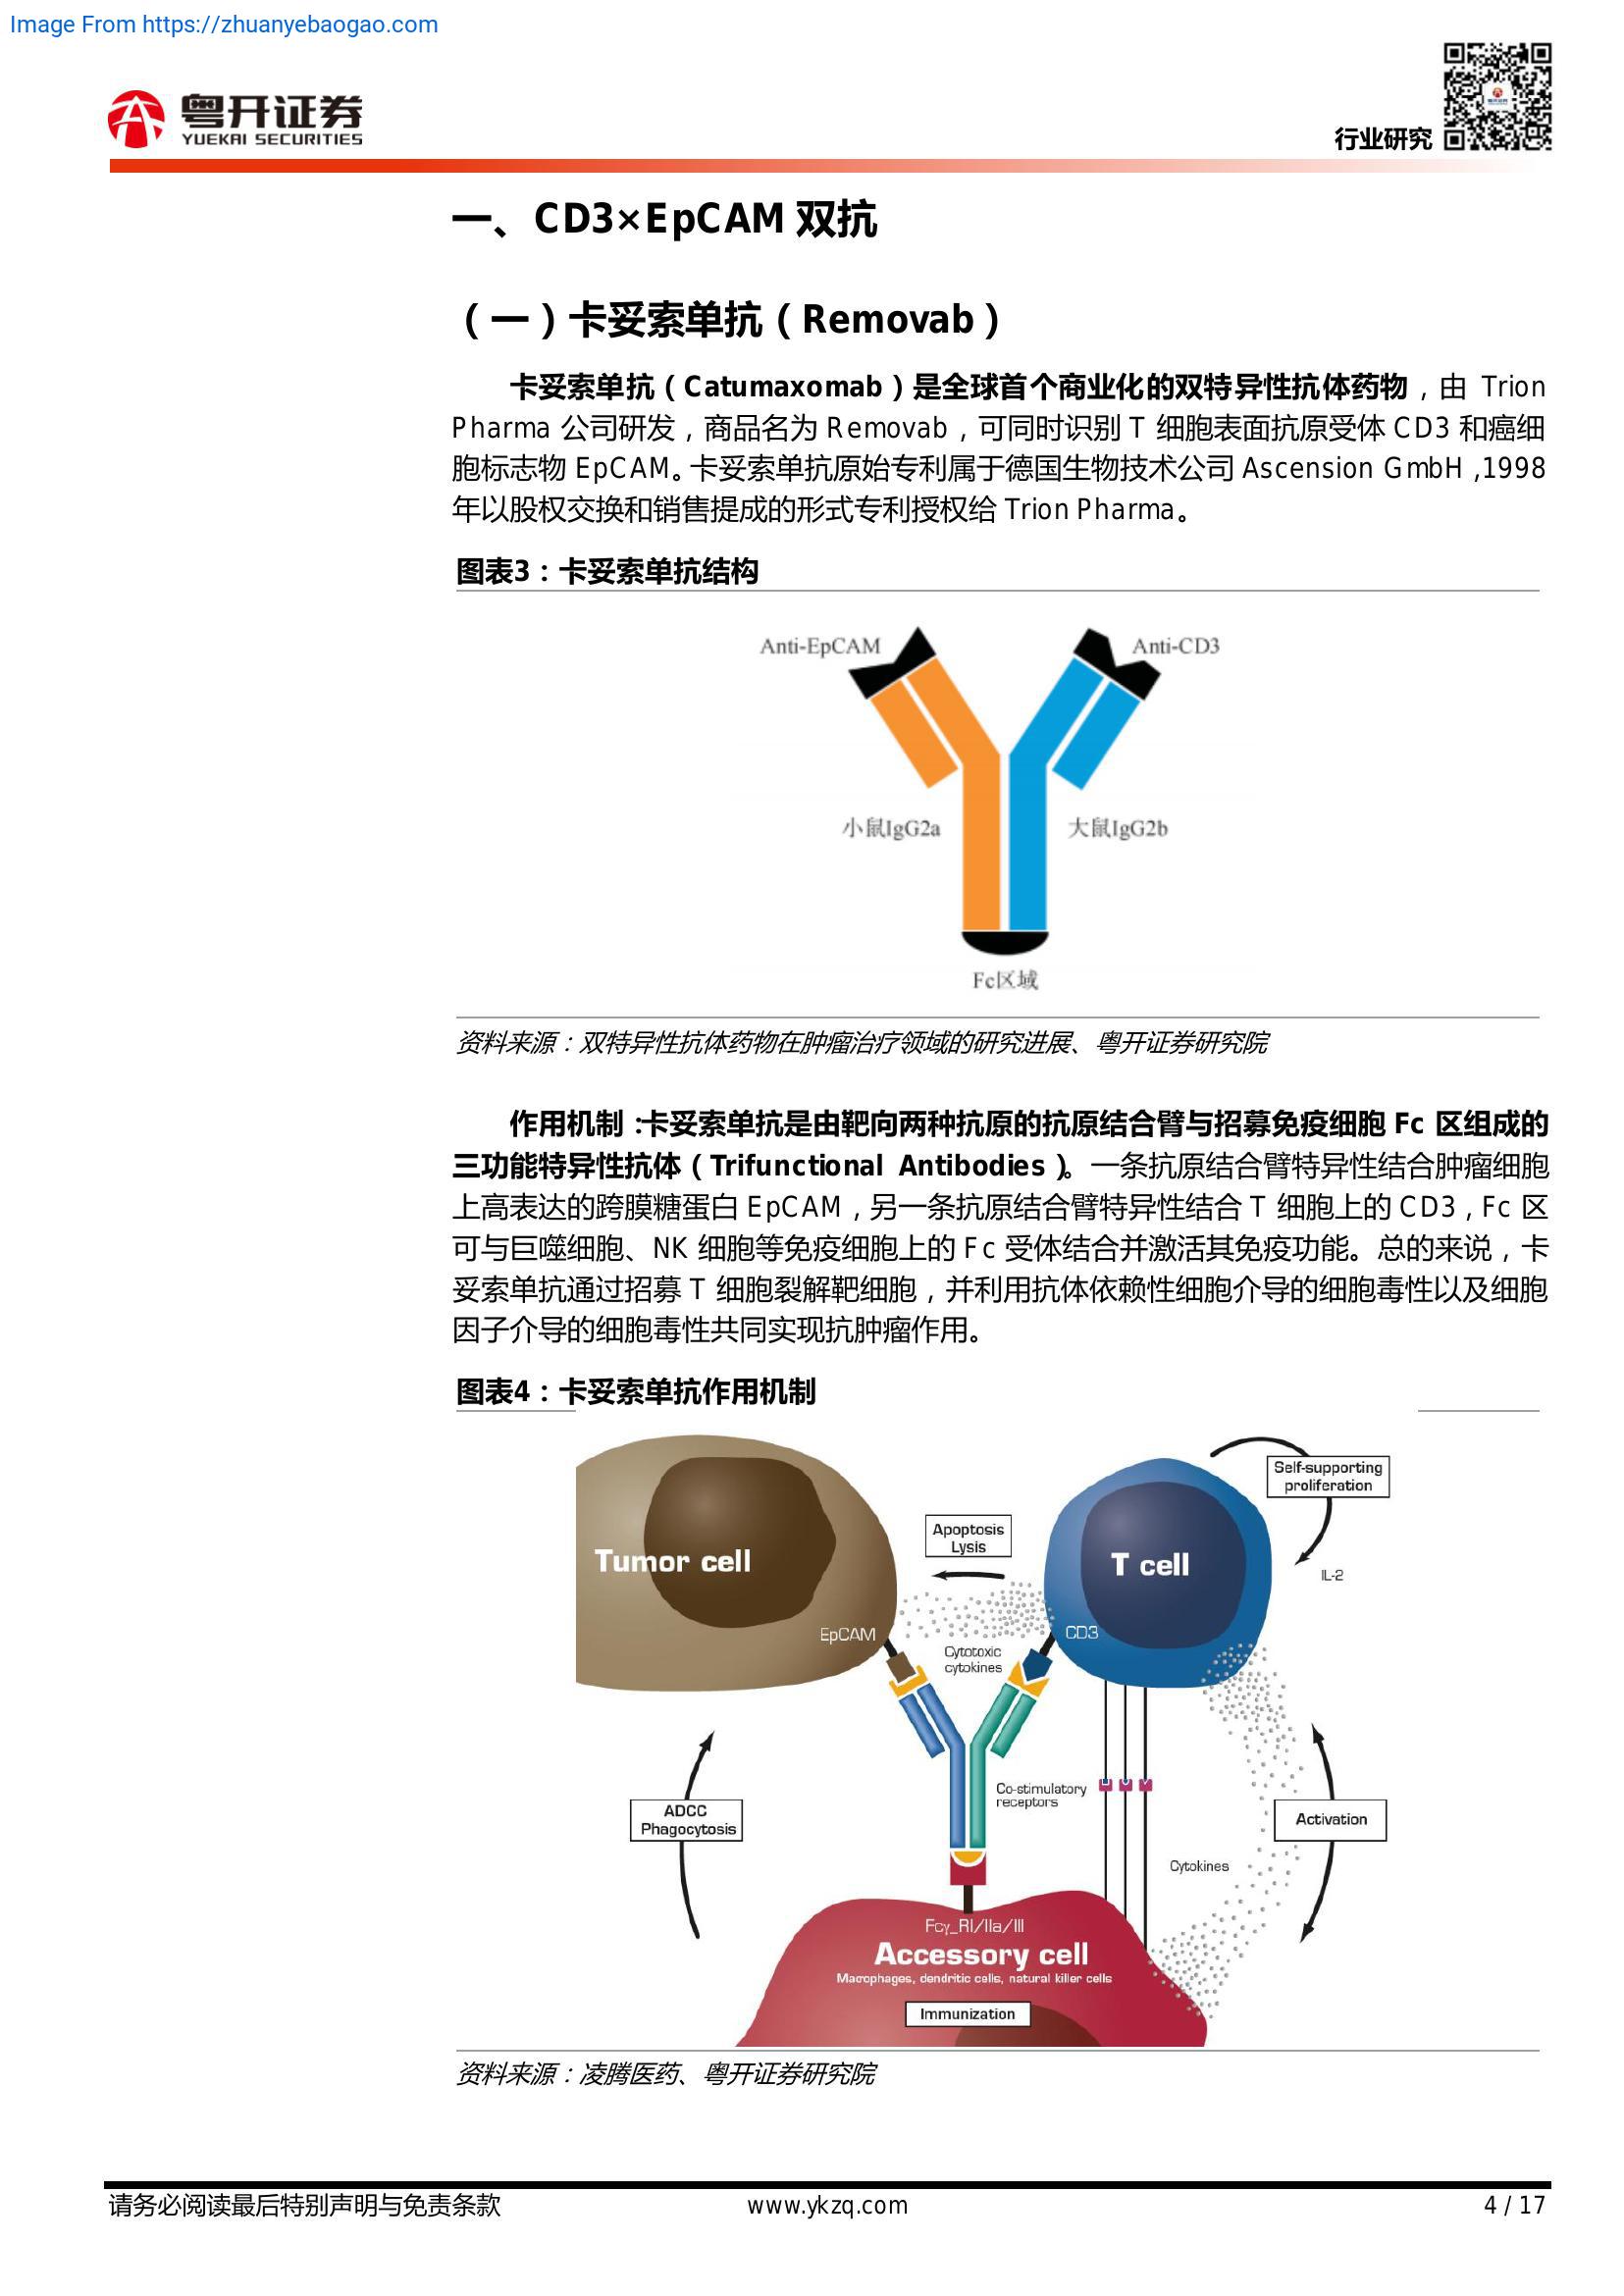 Image From https://zhuanyebaogao.com
粤开证券
YUEKAI SECURITIES
行业研究
一、CD3×EpCAM 双抗
（一）卡妥索单抗（Removab）
卡妥索单抗（Catumaxomab）是全球首个商业化的双特异性抗体药物，由 Trion
Pharma 公司研发，商品名为 Removab，可同时识别 T 细胞表面抗原受体 CD3 和癌细
胞标志物 EpCAM。卡妥索单抗原始专利属于德国生物技术公司 Ascension GmbH ,1998
年以股权交换和销售提成的形式专利授权给 Trion Pharma。
图表3：卡妥索单抗结构
Anti-EpCAM
Anti-CD3
小鼠IgG2a
大鼠IgG2b
Fc区域
资料来源：双特异性抗体药物在肿瘤治疗领域的研究进展、粤开证券研究院
作用机制：卡妥索单抗是由靶向两种抗原的抗原结合臂与招募免疫细胞 Fc 区组成的
三功能特异性抗体（Trifunctional Antibodies）。一条抗原结合臂特异性结合肿瘤细胞
上高表达的跨膜糖蛋白 EpCAM，另一条抗原结合臂特异性结合 T 细胞上的 CD3，Fc 区
可与巨噬细胞、NK 细胞等免疫细胞上的 Fc 受体结合并激活其免疫功能。总的来说，卡
妥索单抗通过招募 T 细胞裂解靶细胞，并利用抗体依赖性细胞介导的细胞毒性以及细胞
因子介导的细胞毒性共同实现抗肿瘤作用。
图表4：卡妥索单抗作用机制
Self-supporting
proliferation
Apoptosis
Lysis
Tumor cell
T cell
IL-2
EpCAM
CD3
Cytotoxic
cytokines
Co-stimulatory
receptors
ADCC
Phagocytosis
Activation
Cytokines
Fcγ_RI/IIa/III
Accessory cell
Macrophages, dendritic cells, natural killer cells
Immunization
资料来源：凌腾医药、粤开证券研究院
请务必阅读最后特别声明与免责条款
www.ykzq.com
4 / 17